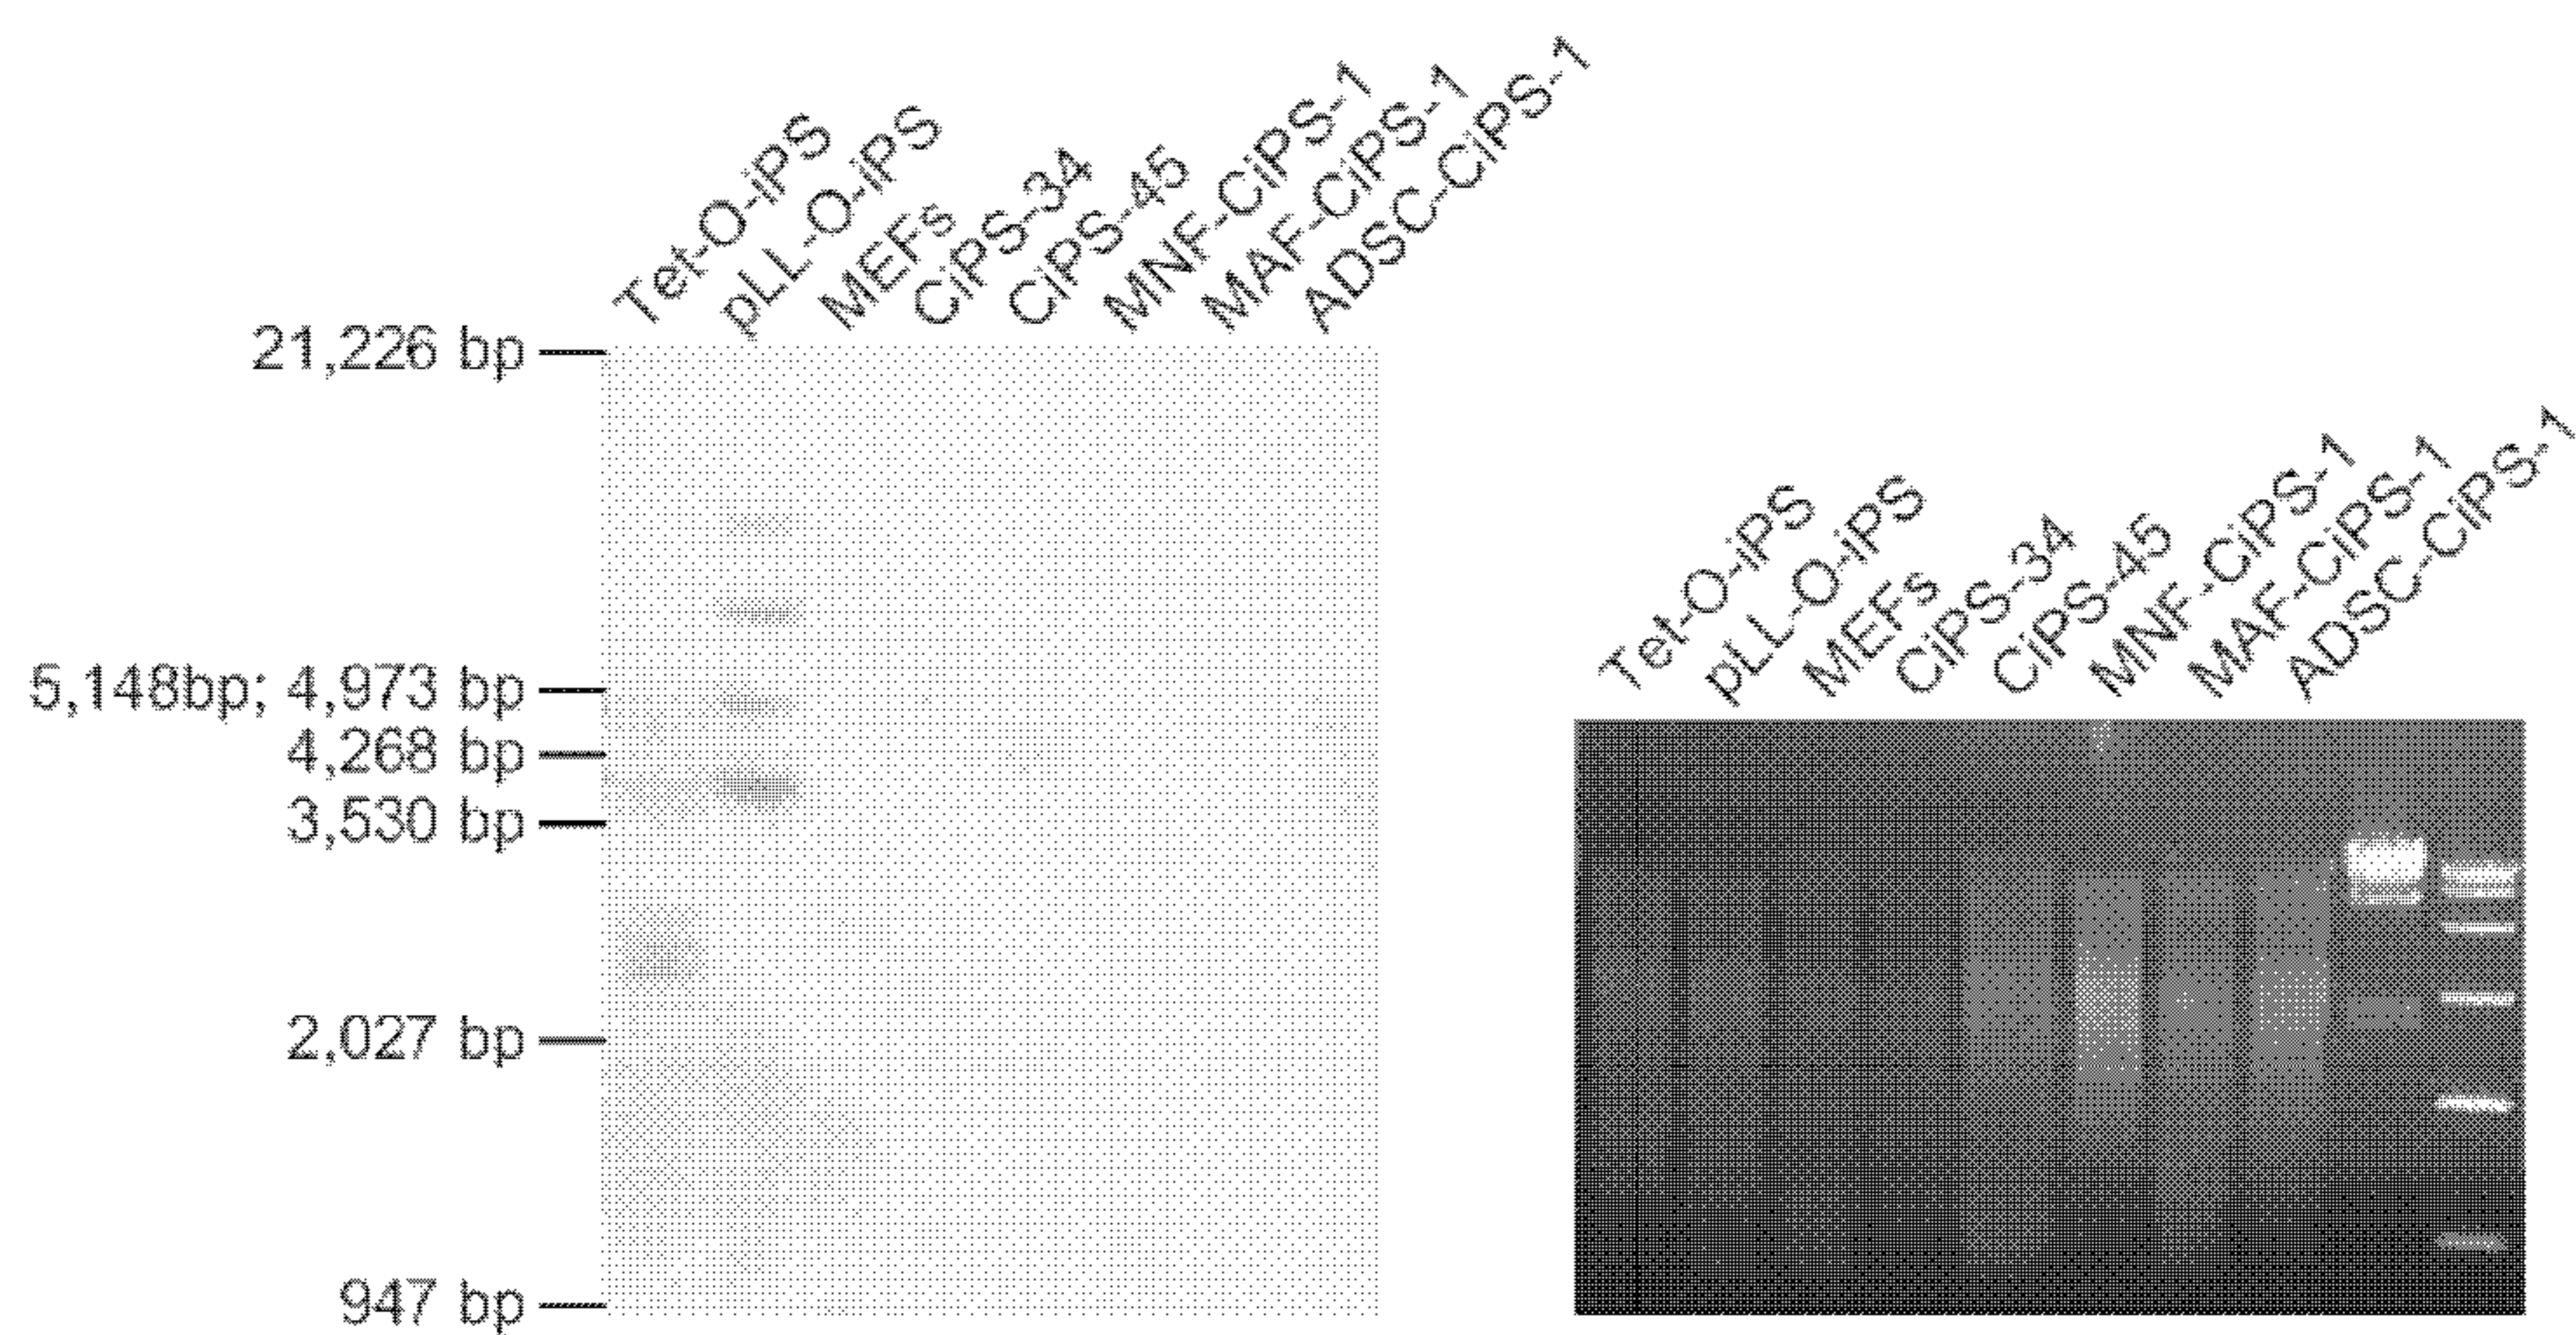 Tet-O-iPS
pLL-O-iPS
MEFs
CiPS-34
CiPS-45
MNF-CiPS-1
MAF-CiPS-1
ADSC-CiPS-1
21,226 bp
5,148bp; 4,973 bp
4,268 bp
3,530 bp
2,027 bp
947 bp
Tet-O-iPS
pLL-O-iPS
MEFs
CiPS-34
CiPS-45
MNF-CiPS-1
MAF-CiPS-1
ADSC-CiPS-1